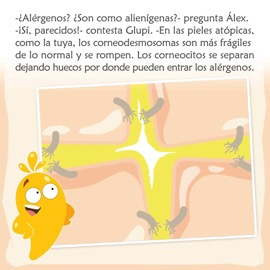 -¿Alérgenos? ¿Son como alienígenas?- pregunta Álex.
-¡Sí, parecidos!- contesta Glupi. -En las pieles atópicas,
como la tuya, los corneodesmosomas son más frágiles
de lo normal y se rompen. Los corneocitos se separan
dejando huecos por donde pueden entrar los alérgenos.